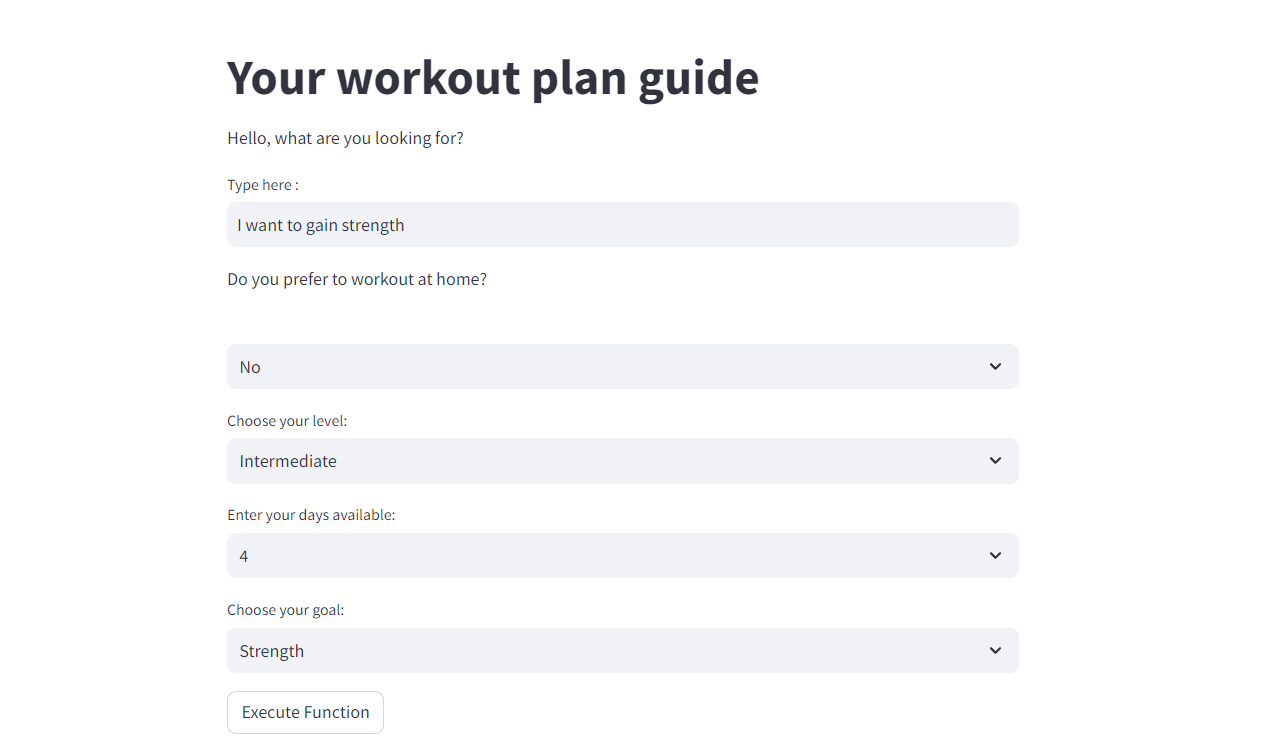 Your workout plan guide
Hello, what are you looking for?
Type here :
I want to gain strength
Do you prefer to workout at home?
No
Choose your level:
Intermediate
Enter your days available:
4
Choose your goal:
Strength
Execute Function